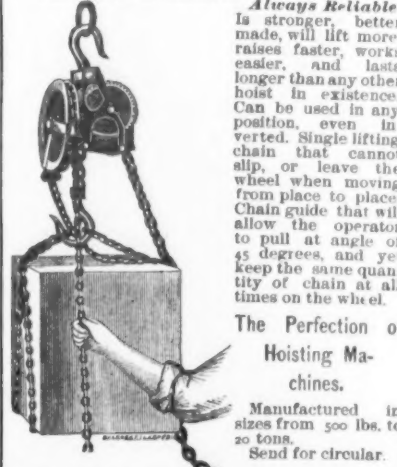 Always Reliable
Is stronger, better
made, will lift more
raises faster, works
easier, and lasts
longer than any other
hoist in existence
Can be used in any
position, even in-
verted. Single lifting
chain that cannot
slip, or leave the
wheel when moving
from place to place
Chain guide that will
allow the operator
to pull at angle of
45 degrees, and yet
keep the same quan
tity of chain at all
times on the wheel.
The Perfection o
Hoisting Ma-
chines.
Manufactured in
sizes from 500 lbs. to
20 tons.
Send for circular.